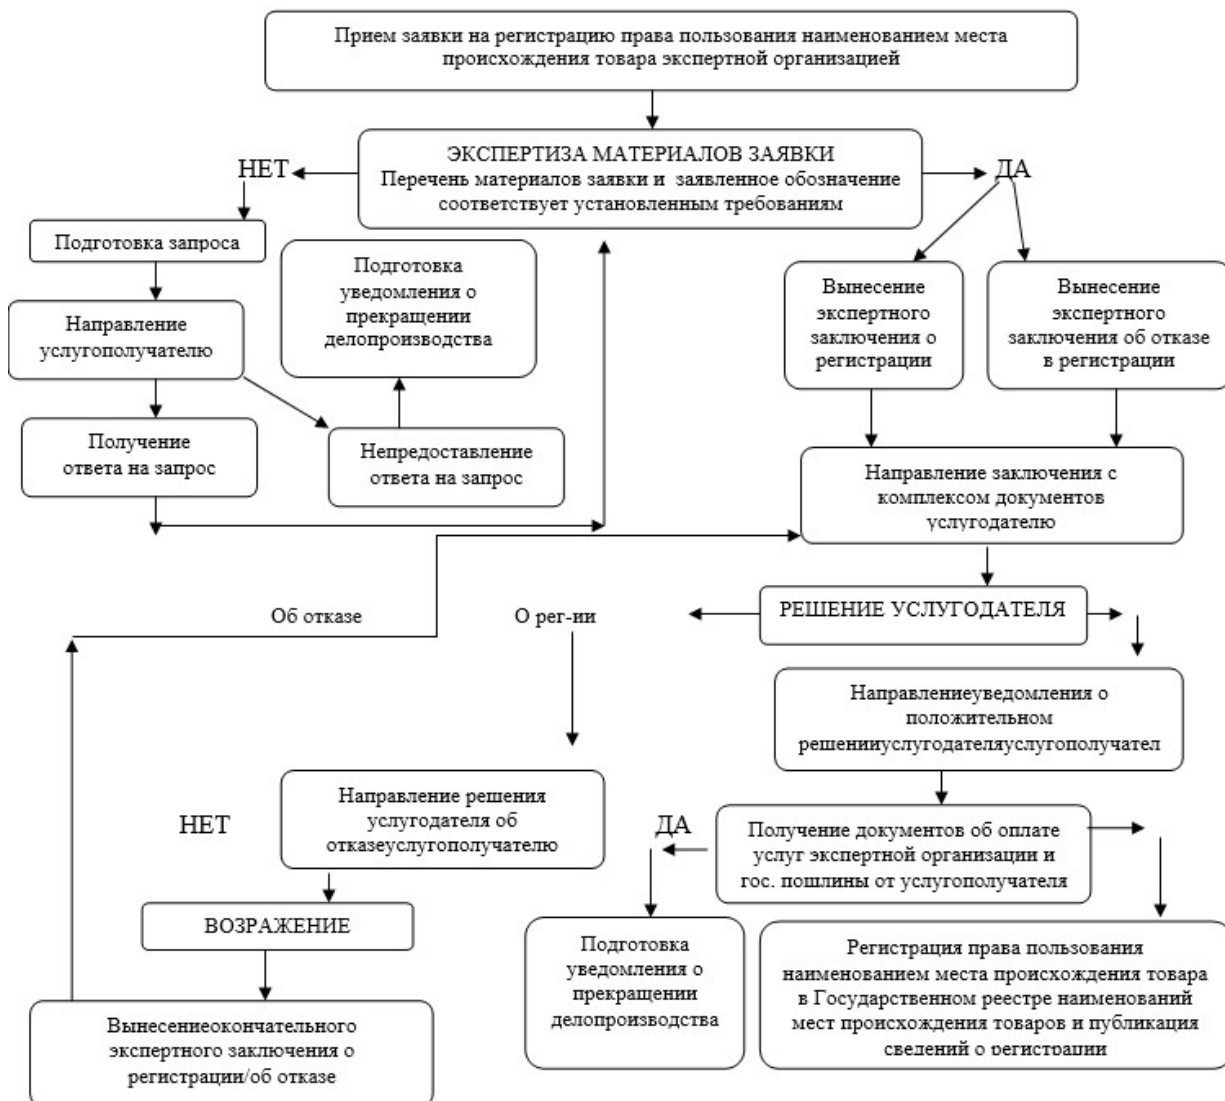 Прием заявки на регистрацию права пользования наименованием места
происхождения товара экспертной организацией
ЭКСПЕРТИЗА МАТЕРИАЛОВ ЗАЯВКИ
Перечень материалов заявки и заявленное обозначение
соответствует установленным требованиям
НЕТ
ДА
Подготовка запроса
Направление
услугополучателю
Получение
ответа на запрос
Подготовка
уведомления о
прекращении
делопроизводства
Непредоставление
ответа на запрос
Вынесение
экспертного
заключения о
регистрации
Вынесение
экспертного
заключения об отказе
в регистрации
Направление заключения с
комплексом документов
услугодателю
РЕШЕНИЕ УСЛУГОДАТЕЛЯ
Об отказе
О рег-ии
Направлениеуведомления о
положительном
решенииуслугодателяуслугополучател
Направление решения
услугодателя об
отказеуслугополучателю
НЕТ
ДА
Получение документов об оплате
услуг экспертной организации и
гос. пошлины от услугополучателя
ВОЗРАЖЕНИЕ
Вынесениеокончательного
экспертного заключения о
регистрации/об отказе
Подготовка
уведомления о
прекращении
делопроизводства
Регистрация права пользования
наименованием места происхождения товара
в Государственном реестре наименований
мест происхождения товаров и публикация
сведений о регистрации